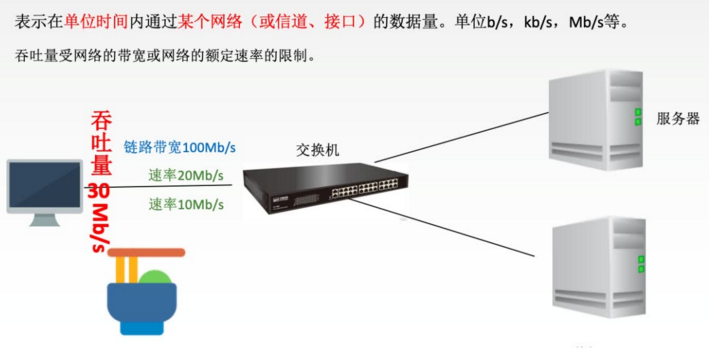 表示在单位时间内通过某个网络（或信道、接口）的数据量。单位b/s，kb/s，Mb/s等。
吞吐量受网络的带宽或网络的额定速率的限制。
吞吐量30Mb/s
链路带宽100Mb/s
速率20Mb/s
速率10Mb/s
交换机
服务器